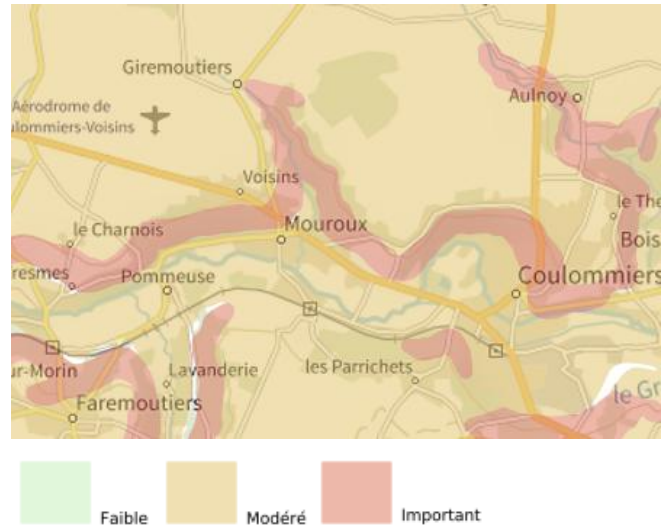 Giremoutiers
Aulnoy
Aérodrome de
ulommiers-Voisins
Voisins
le Charnois
Mouroux
le The
Bois
resmes
Pommeuse
Coulommiers
ur-Morin
Lavanderie
les Parrichets
le Gr
Faremoutiers
Faible
Modéré
Important